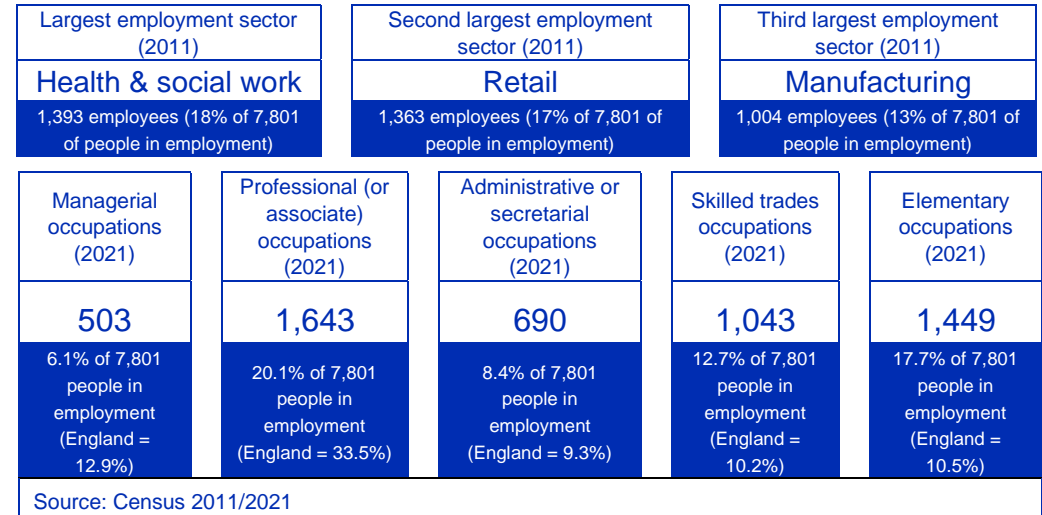 Largest employment sector
(2011)
Health & social work
1,393 employees (18% of 7,801
of people in employment)
Second largest employment
sector (2011)
Retail
1,363 employees (17% of 7,801 of
people in employment)
Third largest employment
sector (2011)
Manufacturing
1,004 employees (13% of 7,801 of
people in employment)
Managerial
occupations
(2021)
503
6.1% of 7,801
people in
employment
(England =
12.9%)
Professional (or
associate)
occupations
(2021)
1,643
20.1% of 7,801
people in
employment
(England = 33.5%)
Administrative or
secretarial
occupations
(2021)
690
8.4% of 7,801
people in
employment
(England = 9.3%)
Skilled trades
occupations
(2021)
1,043
12.7% of 7,801
people in
employment
(England =
10.2%)
Elementary
occupations
(2021)
1,449
17.7% of 7,801
people in
employment
(England =
10.5%)
Source: Census 2011/2021